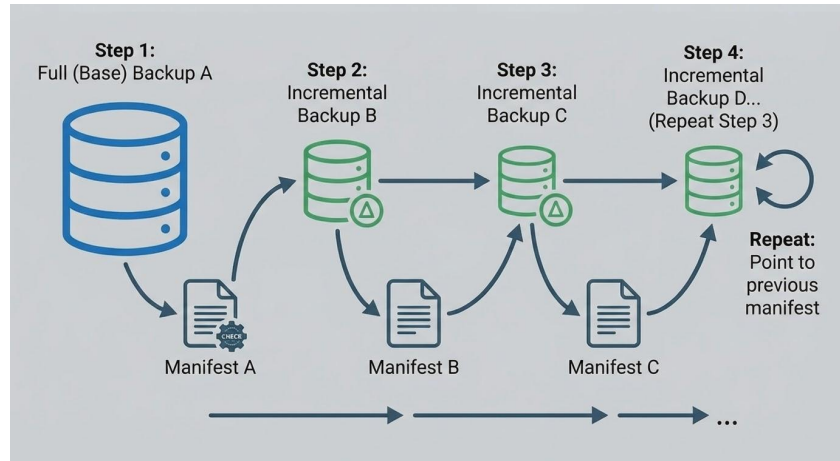 Step 1:
Full (Base) Backup A
Step 2:
Incremental
Backup B
Step 3:
Incremental
Backup C
Step 4:
Incremental
Backup D...
(Repeat Step 3)
Δ
Δ
Repeat:
Point to
previous
manifest
CHECK
Manifest A
Manifest B
Manifest C
...